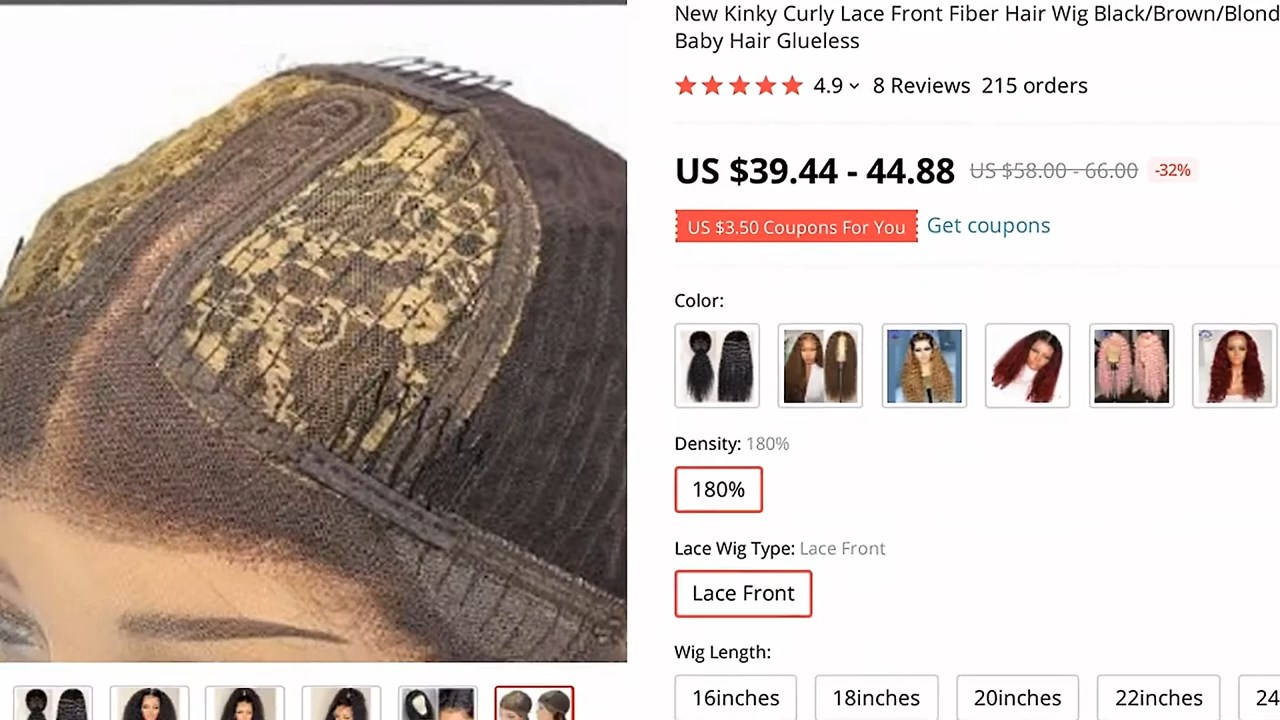 New Kinky Curly Lace Front Fiber Hair Wig Black/Brown/Blond
Baby Hair Glueless
4.9 8 Reviews 215 orders
US $39.44 - 44.88 US $58.00 - 66.00 -32%
US $3.50 Coupons For You Get coupons
Color:
Density: 180%
180%
Lace Wig Type: Lace Front
Lace Front
Wig Length:
16inches 18inches 20inches 22inches 24